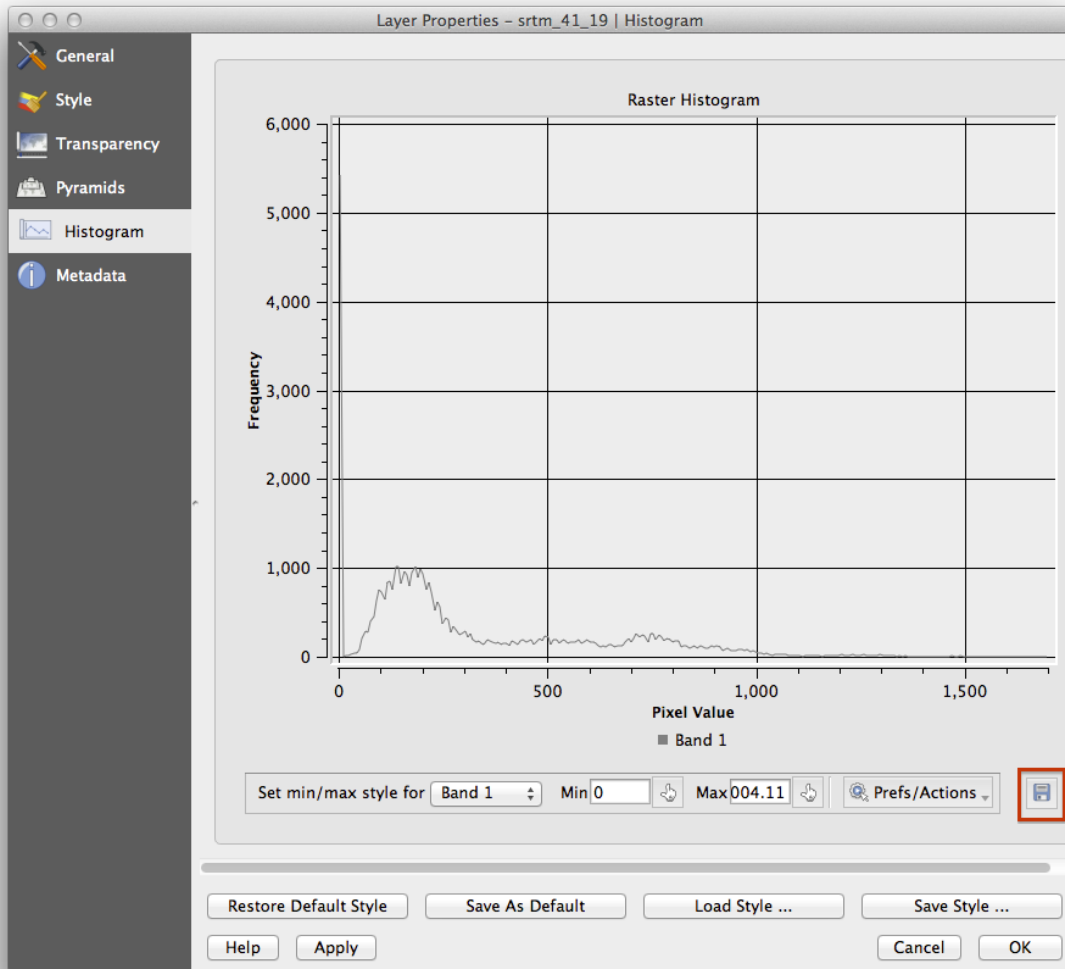 Layer Properties – srtm_41_19 | Histogram
General
Style
Transparency
Pyramids
Histogram
Metadata
Raster Histogram
6,000
5,000
4,000
3,000
2,000
1,000
0
Frequency
0 500 1,000 1,500
Pixel Value
Band 1
Set min/max style for Band 1 Min 0 Max 004.11 Prefs/Actions
Restore Default Style Save As Default Load Style ... Save Style ...
Help Apply Cancel OK